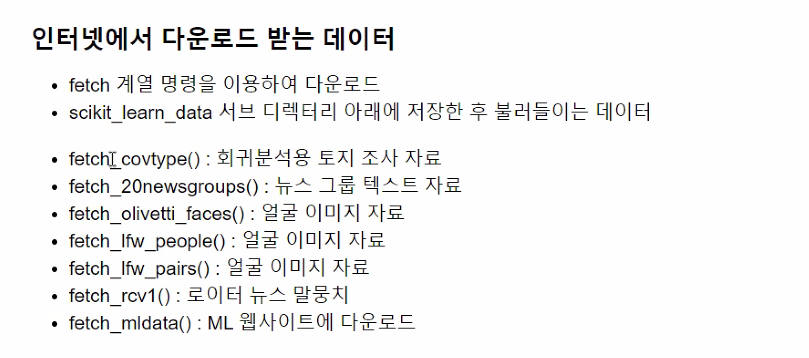 인터넷에서 다운로드 받는 데이터
• fetch 계열 명령을 이용하여 다운로드
• scikit_learn_data 서브 디렉터리 아래에 저장한 후 불러들이는 데이터
• fetch_covtype() : 회귀분석용 토지 조사 자료
• fetch_20newsgroups() : 뉴스 그룹 텍스트 자료
• fetch_olivetti_faces() : 얼굴 이미지 자료
• fetch_lfw_people() : 얼굴 이미지 자료
• fetch_lfw_pairs() : 얼굴 이미지 자료
• fetch_rcv1() : 로이터 뉴스 말뭉치
• fetch_mldata() : ML 웹사이트에 다운로드